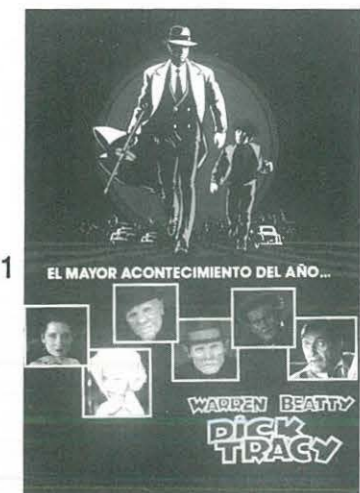 1
EL MAYOR ACONTECIMIENTO DEL AÑO...
WARREN BEATTY
DICK
TRACY